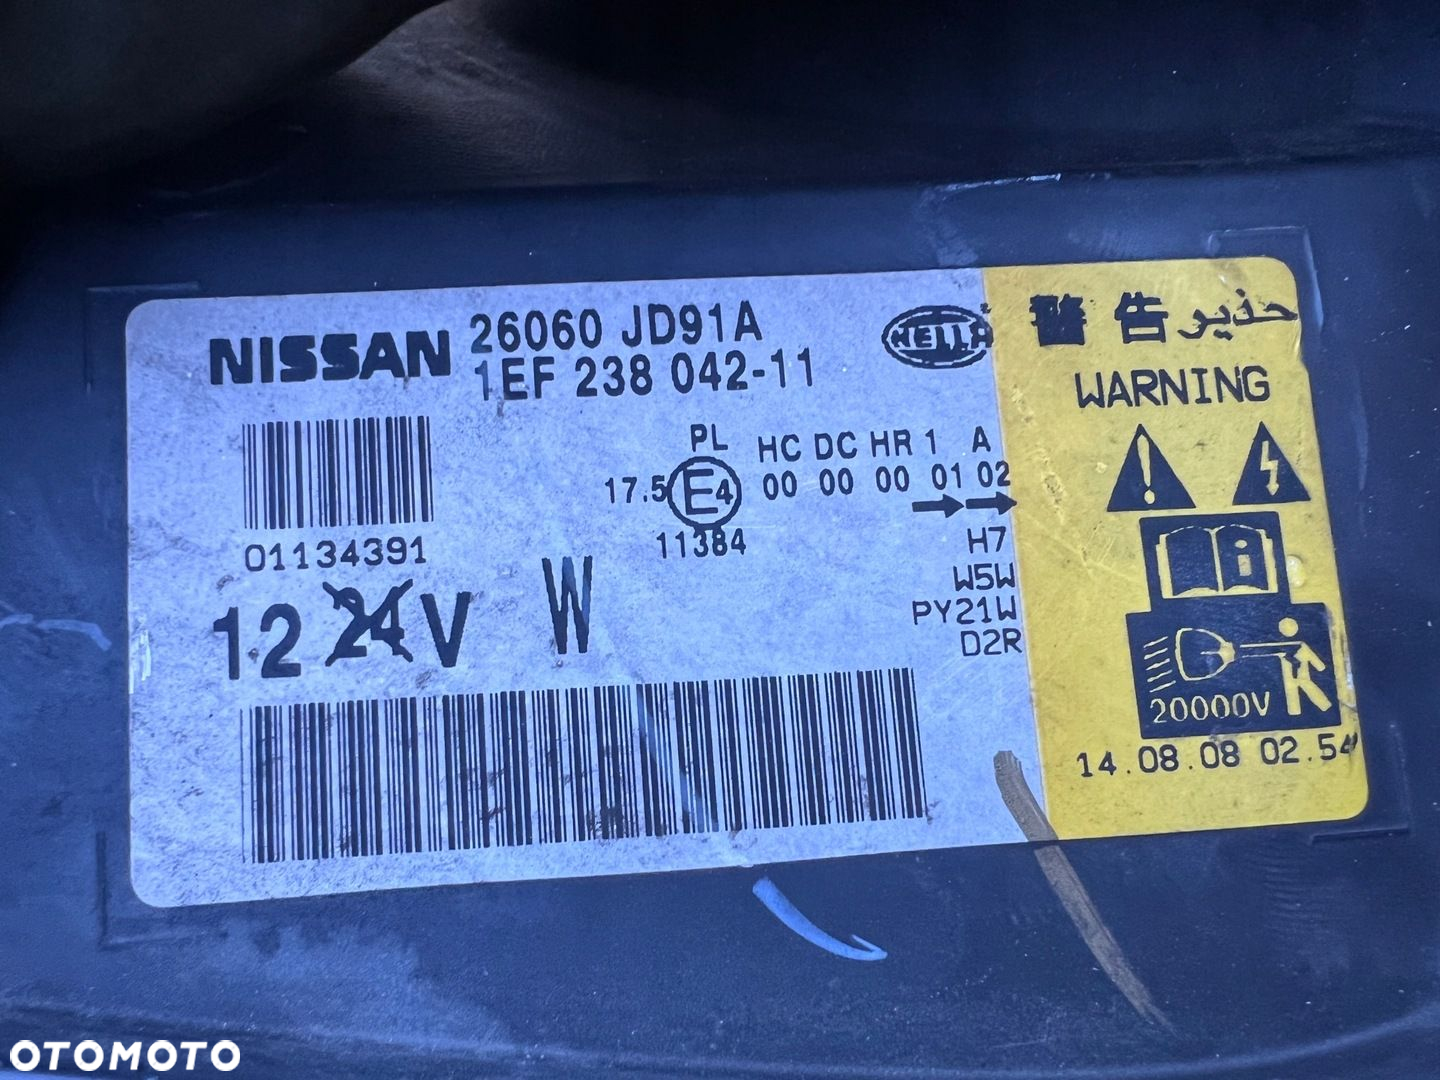 NISSAN 26060 JD91A
1EF 238 042-11
HELLA
警告 حذير
WARNING
PL HC DC HR 1 A
17.5 E4 00 00 00 01 02
11384
01134391
H7
W5W
PY21W
D2R
12 24 V W
20000V
14.08.08 02.54
OTOMOTO